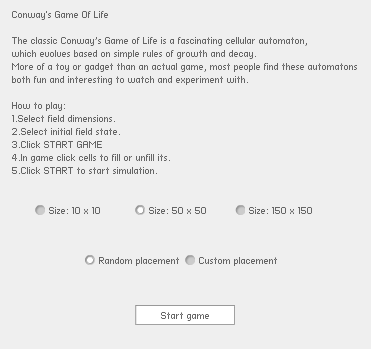 Conway's Game Of Life
The classic Conway's Game of Life is a fascinating cellular automaton,
which evolves based on simple rules of growth and decay.
More of a toy or gadget than an actual game, most people find these automatons
both fun and interesting to watch and experiment with.
How to play:
1.Select field dimensions.
2.Select initial field state.
3.Click START GAME
4.In game click cells to fill or unfill its.
5.Click START to start simulation.
Size: 10 x 10 Size: 50 x 50 Size: 150 x 150
Random placement Custom placement
Start game